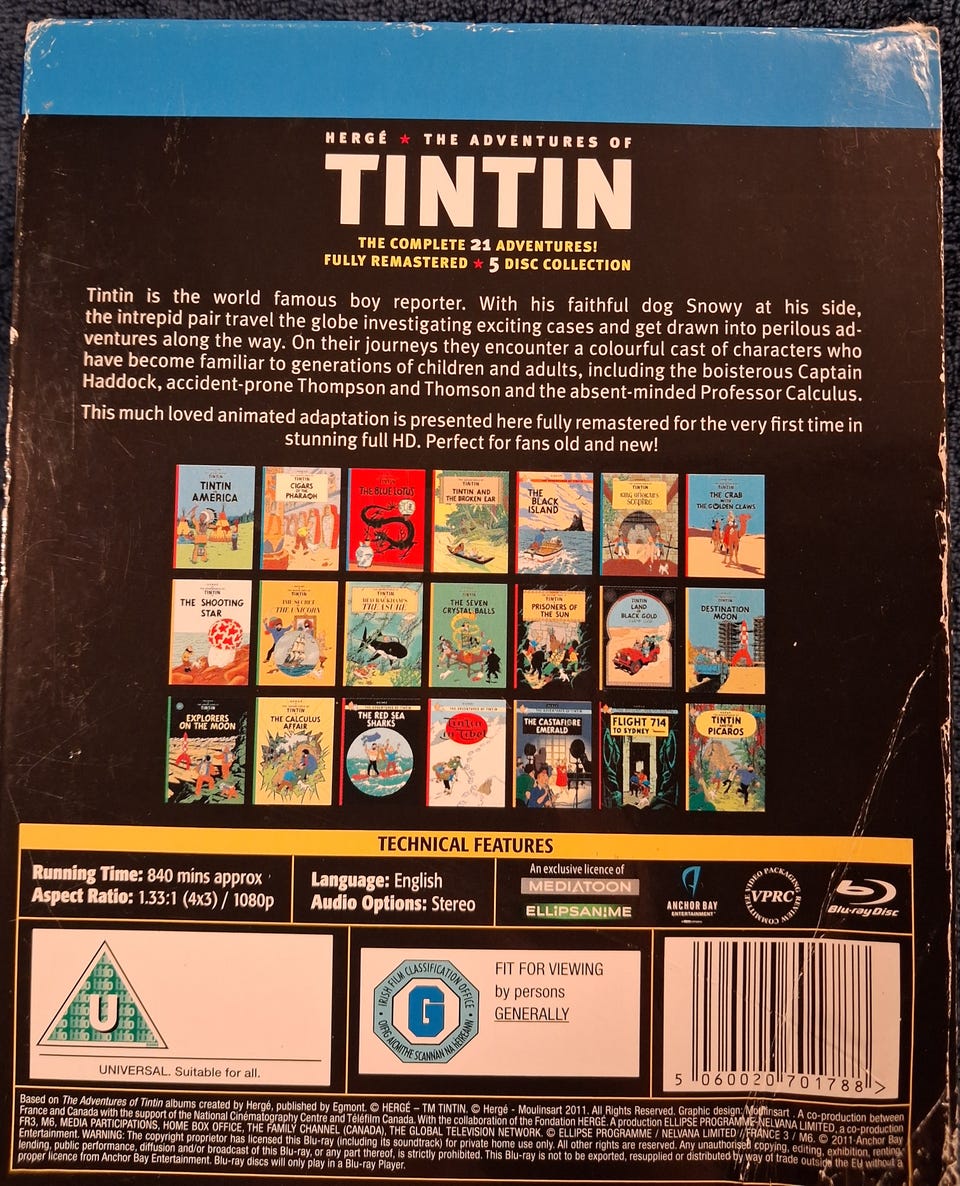 HERGÉ ★ THE ADVENTURES OF
TINTIN
THE COMPLETE 21 ADVENTURES!
FULLY REMASTERED ★ 5 DISC COLLECTION
Tintin is the world famous boy reporter. With his faithful dog Snowy at his side,
the intrepid pair travel the globe investigating exciting cases and get drawn into perilous ad-
ventures along the way. On their journeys they encounter a colourful cast of characters who
have become familiar to generations of children and adults, including the boisterous Captain
Haddock, accident-prone Thompson and Thomson and the absent-minded Professor Calculus.
This much loved animated adaptation is presented here fully remastered for the very first time in
stunning full HD. Perfect for fans old and new!
TINTIN
AMERICA
CIGARS
OF THE
PHARAOH
THE BLUE LOTUS
TINTIN AND
THE BROKEN EAR
THE
BLACK
ISLAND
KING OTTOKAR'S
SCEPTRE
THE CRAB
WITH
THE GOLDEN CLAWS
THE SHOOTING
STAR
THE SECRET
THE UNICORN
RED RACKHAM'S
TREASURE
THE SEVEN
CRYSTAL BALLS
PRISONERS
OF THE SUN
TINTIN
LAND
OF
BLACK GOLD
DESTINATION
MOON
EXPLORERS
ON THE MOON
TINTIN
THE CALCULUS
AFFAIR
THE RED SEA
SHARKS
Tintin
in Tibet
THE CASTAFIORE
EMERALD
FLIGHT 714
TO SYDNEY
TINTIN
PICAROS
TECHNICAL FEATURES
Running Time: 840 mins approx
Aspect Ratio: 1.33:1 (4x3) / 1080p
Language: English
Audio Options: Stereo
An exclusive licence of
MEDIATOON
ELLIPSANIME
ANCHOR BAY
ENTERTAINMENT
VIDEO PACKAGING
VPRC
REVIEW COMMITTEE
Blu-ray Disc
U
UNIVERSAL. Suitable for all.
IRISH FILM CLASSIFICATION OFFICE
G
OIFIG AICMITHE SCANNÁN NA HÉIREANN
FIT FOR VIEWING
by persons
GENERALLY
5 060020 701788 >
Based on The Adventures of Tintin albums created by Hergé, published by Egmont. © HERGÉ – TM TINTIN. © Hergé - Moulinsart 2011. All Rights Reserved. Graphic design: Moulinsart. A co-production between
France and Canada with the support of the National Cinématography Centre and Téléfilm Canada. With the collaboration of the Fondation HERGÉ. A production ELLIPSE PROGRAMME-NELVANA LIMITED, a co-production
FR3, M6, MEDIA PARTICIPATIONS, HOME BOX OFFICE, THE FAMILY CHANNEL (CANADA), THE GLOBAL TELEVISION NETWORK. © ELLIPSE PROGRAMME / NELVANA LIMITED / FRANCE 3 / M6. © 2011 Anchor Bay
Entertainment. WARNING: The copyright proprietor has licensed this Blu-ray (including its soundtrack) for private home use only. All other rights are reserved. Any unauthorised copying, editing, exhibition, renting,
lending, public performance, diffusion and/or broadcast of this Blu-ray, or any part thereof, is strictly prohibited. This Blu-ray is not to be exported, resupplied or distributed by way of trade outside the EU without a
proper licence from Anchor Bay Entertainment. Blu-ray discs will only play in a Blu-ray Player.